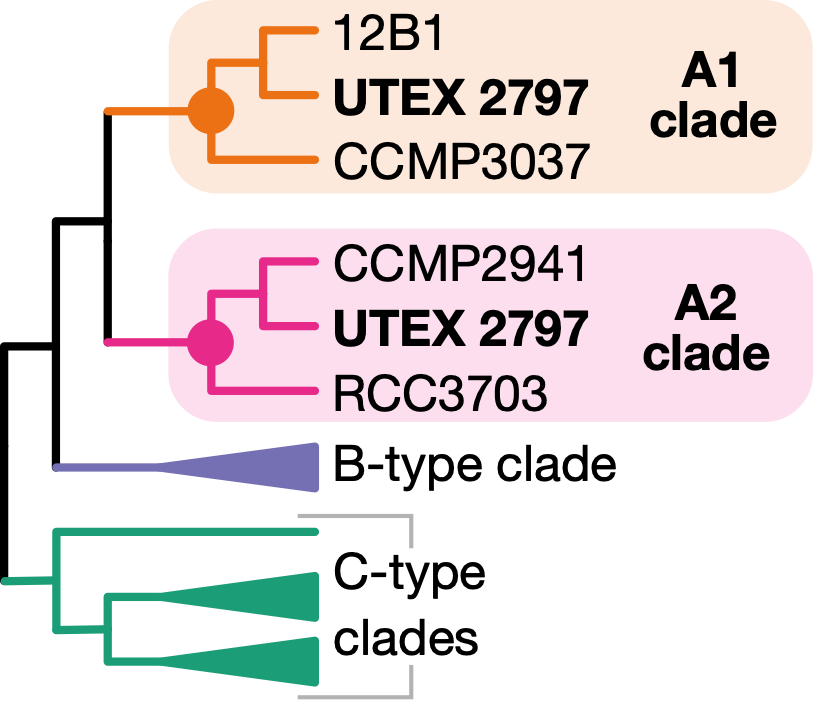 12B1
UTEX 2797
CCMP3037
A1
clade
CCMP2941
UTEX 2797
RCC3703
A2
clade
B-type clade
C-type
clades